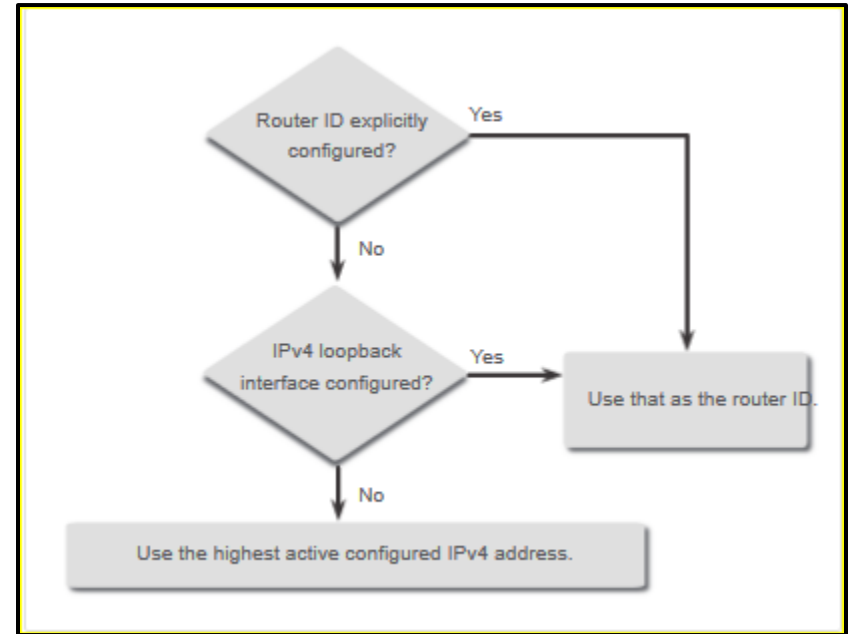 Router ID explicitly
configured?
Yes
No
IPv4 loopback
interface configured?
Yes
Use that as the router ID.
No
Use the highest active configured IPv4 address.